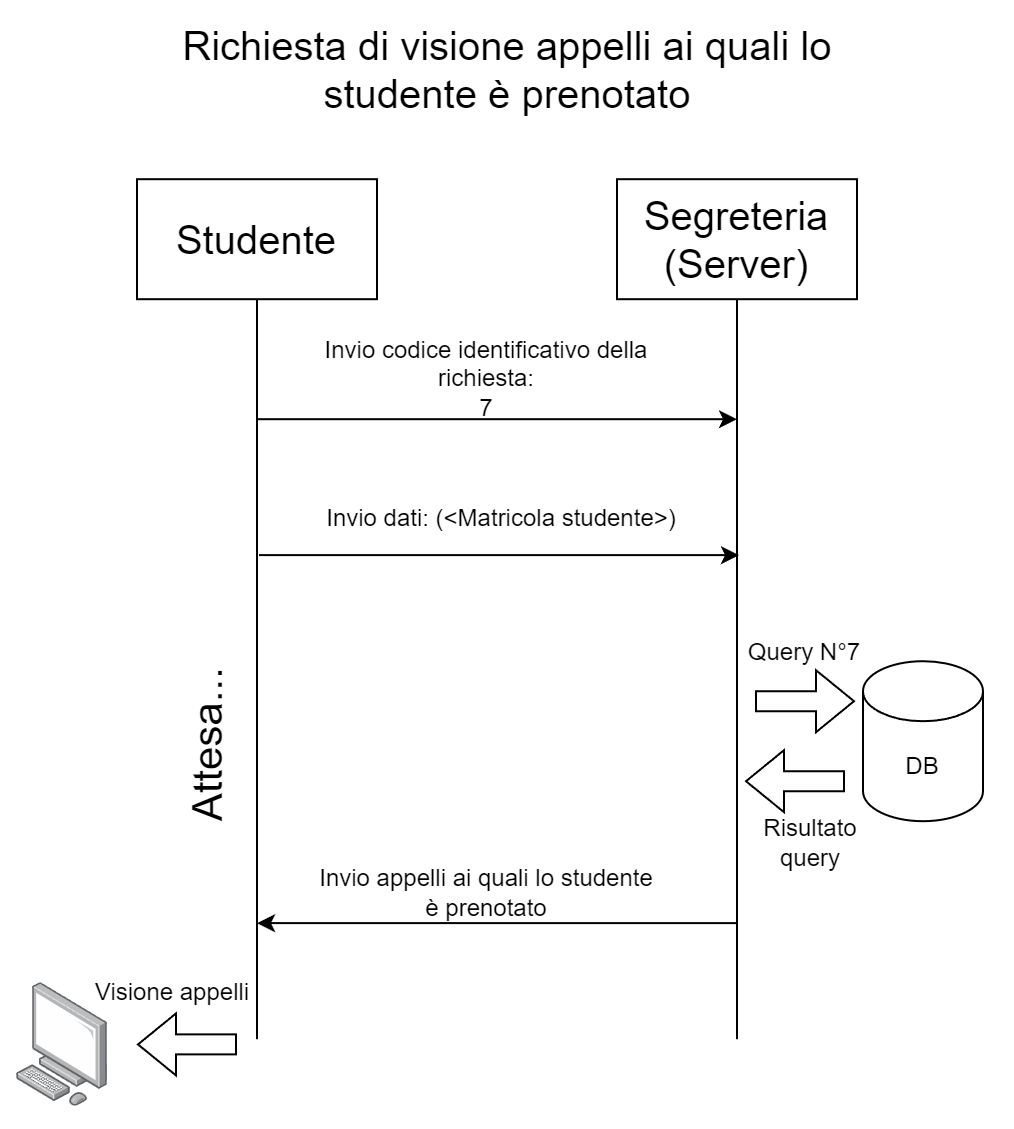 Richiesta di visione appelli ai quali lo
studente è prenotato
Studente
Segreteria
(Server)
Invio codice identificativo della
richiesta:
7
Invio dati: (<Matricola studente>)
Query N°7
DB
Attesa...
Risultato
query
Invio appelli ai quali lo studente
è prenotato
Visione appelli